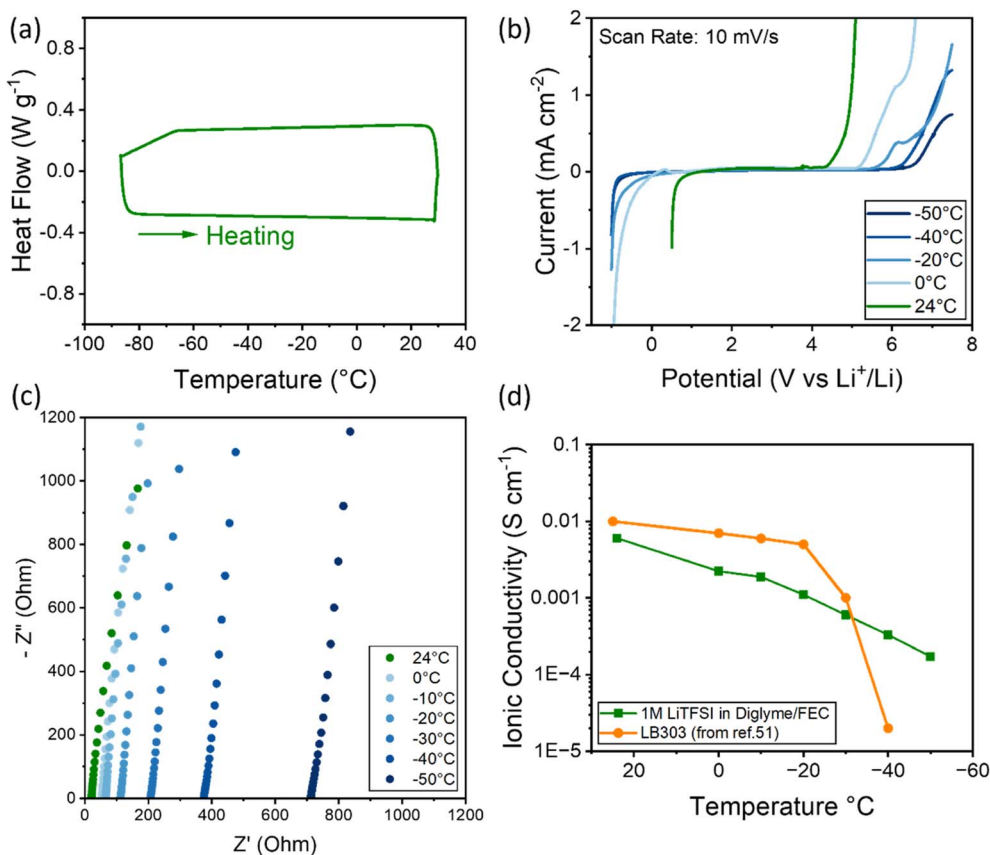 (a)
0.8
0.4
0.0
-0.4
-0.8
Heat Flow (W g-1)
Heating
-100 -80 -60 -40 -20 0 20 40
Temperature (°C)
(b)
Scan Rate: 10 mV/s
2
1
0
-1
-2
Current (mA cm-2)
-50°C
-40°C
-20°C
0°C
24°C
0 2 4 6 8
Potential (V vs Li+/Li)
(c)
1200
1000
800
600
400
200
0
- Z" (Ohm)
24°C
0°C
-10°C
-20°C
-30°C
-40°C
-50°C
0 200 400 600 800 1000 1200
Z' (Ohm)
(d)
0.1
0.01
0.001
1E-4
1E-5
Ionic Conductivity (S cm-1)
1M LiTFSI in Diglyme/FEC
LB303 (from ref.51)
20 0 -20 -40 -60
Temperature °C